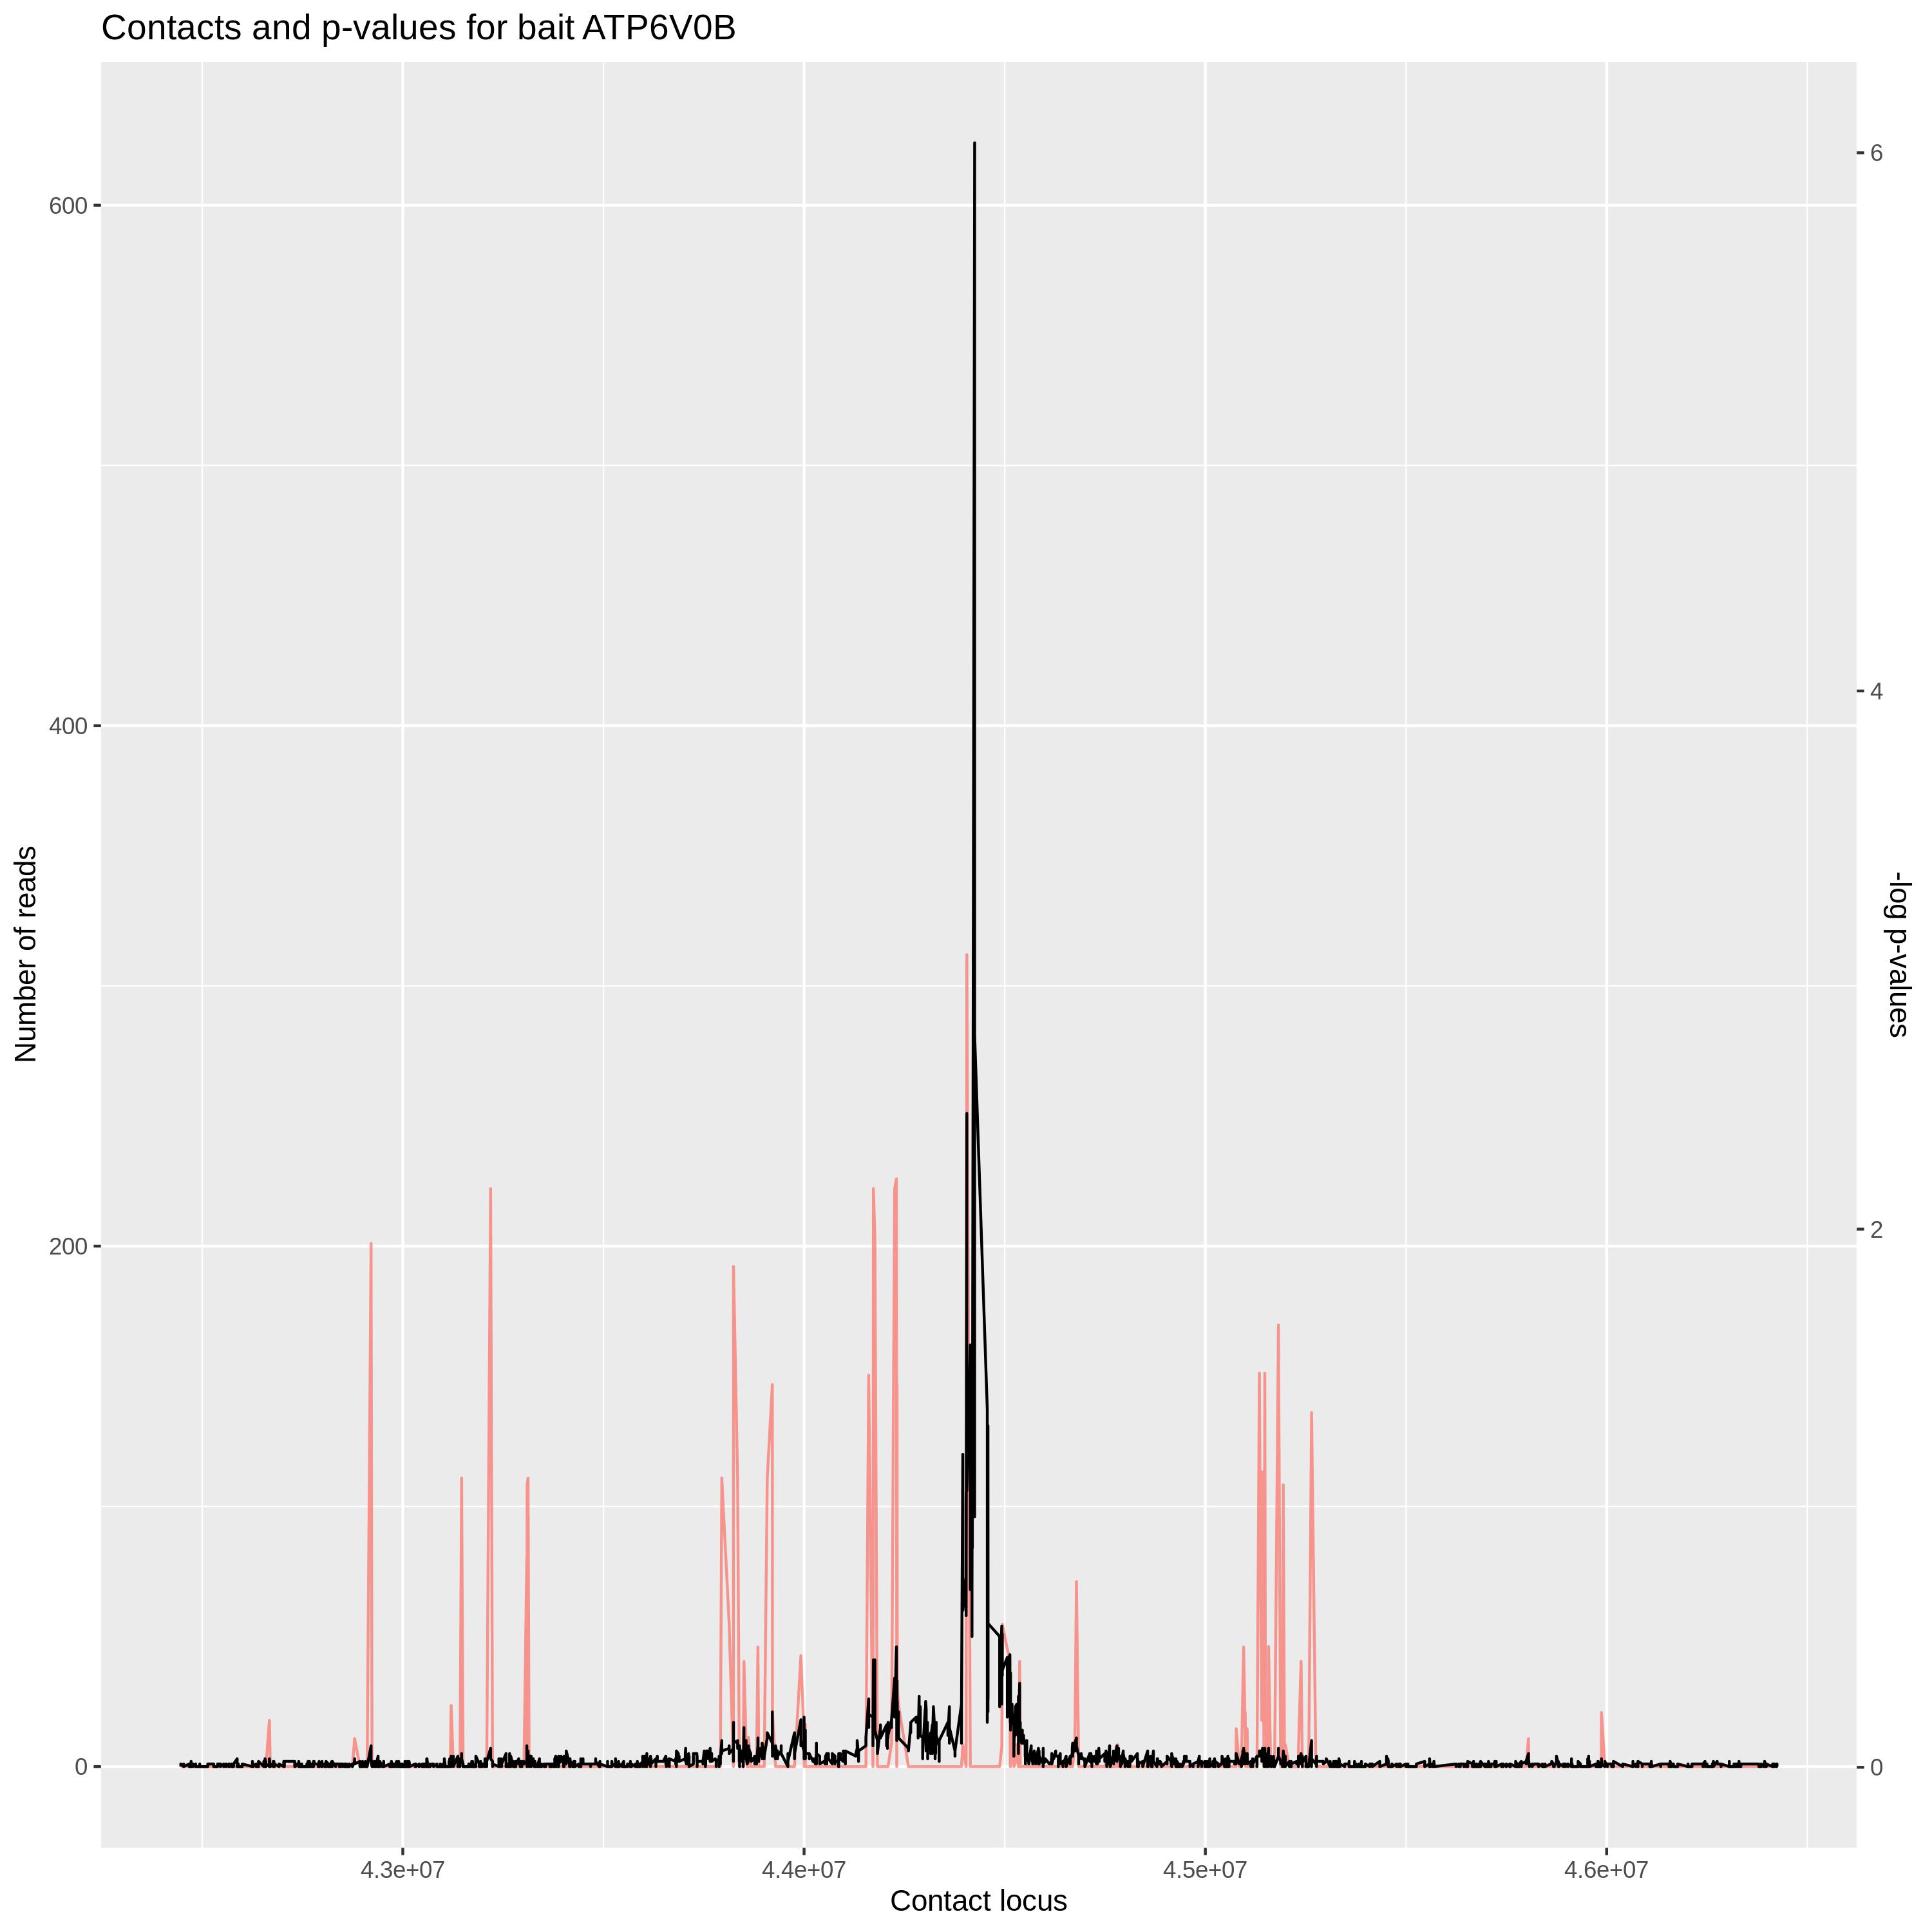 Contacts and p-values for bait ATP6V0B
600
400
200
0
Number of reads
6
4
2
0
-log p-values
4.3e+07
4.4e+07
4.5e+07
4.6e+07
Contact locus